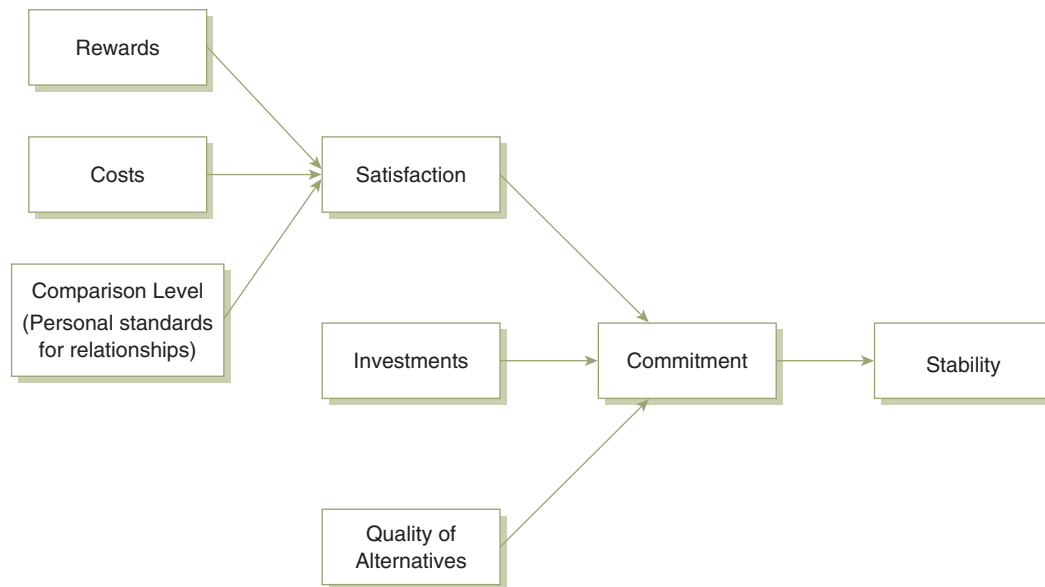 Rewards
Costs
Satisfaction
Comparison Level
(Personal standards
for relationships)
Investments
Commitment
Stability
Quality of
Alternatives